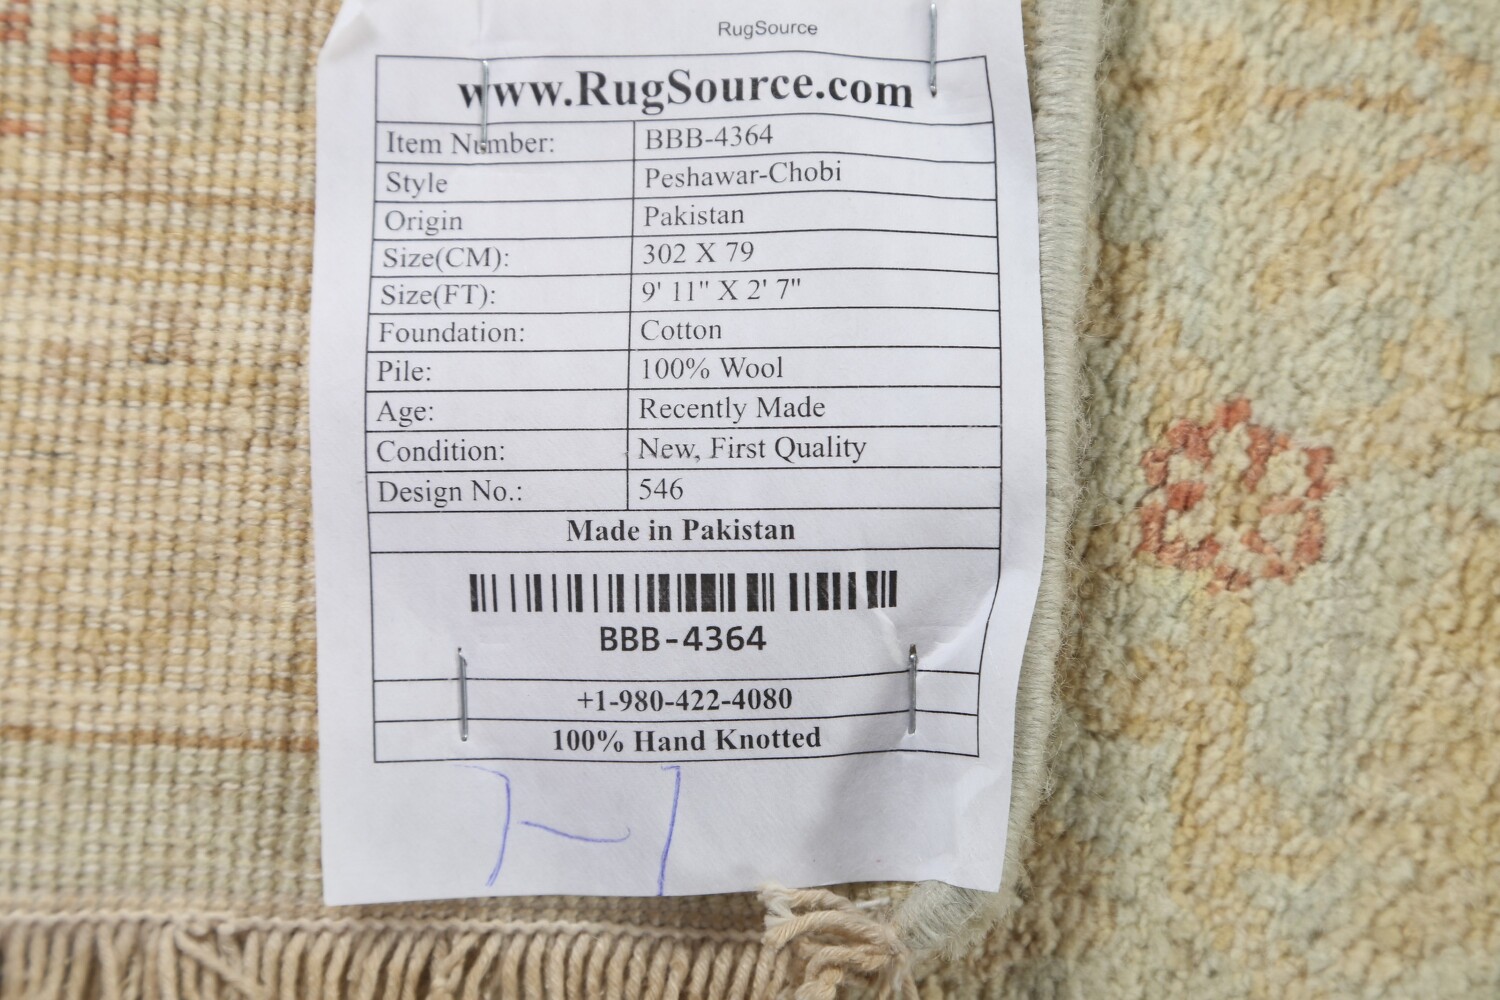 RugSource
www.RugSource.com
Item Number: BBB-4364
Style Peshawar-Chobi
Origin Pakistan
Size(CM): 302 X 79
Size(FT): 9' 11" X 2' 7"
Foundation: Cotton
Pile: 100% Wool
Age: Recently Made
Condition: New, First Quality
Design No.: 546
Made in Pakistan
BBB-4364
+1-980-422-4080
100% Hand Knotted